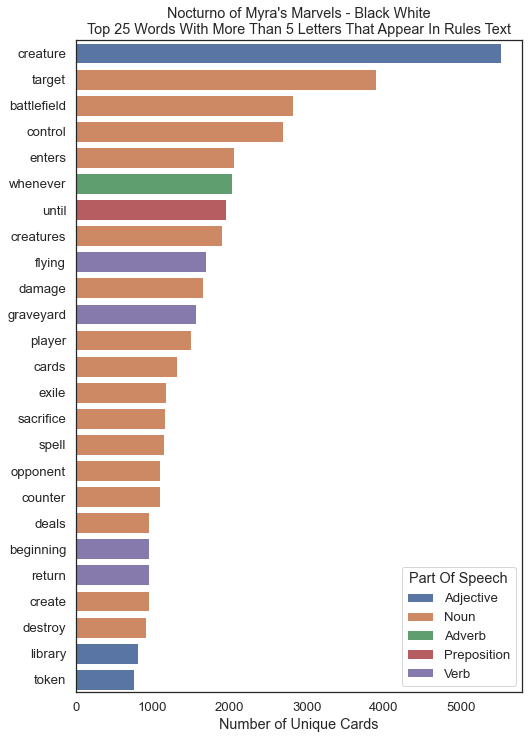 Nocturno of Myra's Marvels - Black White
Top 25 Words With More Than 5 Letters That Appear In Rules Text
creature
target
battlefield
control
enters
whenever
until
creatures
flying
damage
graveyard
player
cards
exile
sacrifice
spell
opponent
counter
deals
beginning
return
create
destroy
library
token
Part Of Speech
Adjective
Noun
Adverb
Preposition
Verb
0 1000 2000 3000 4000 5000
Number of Unique Cards